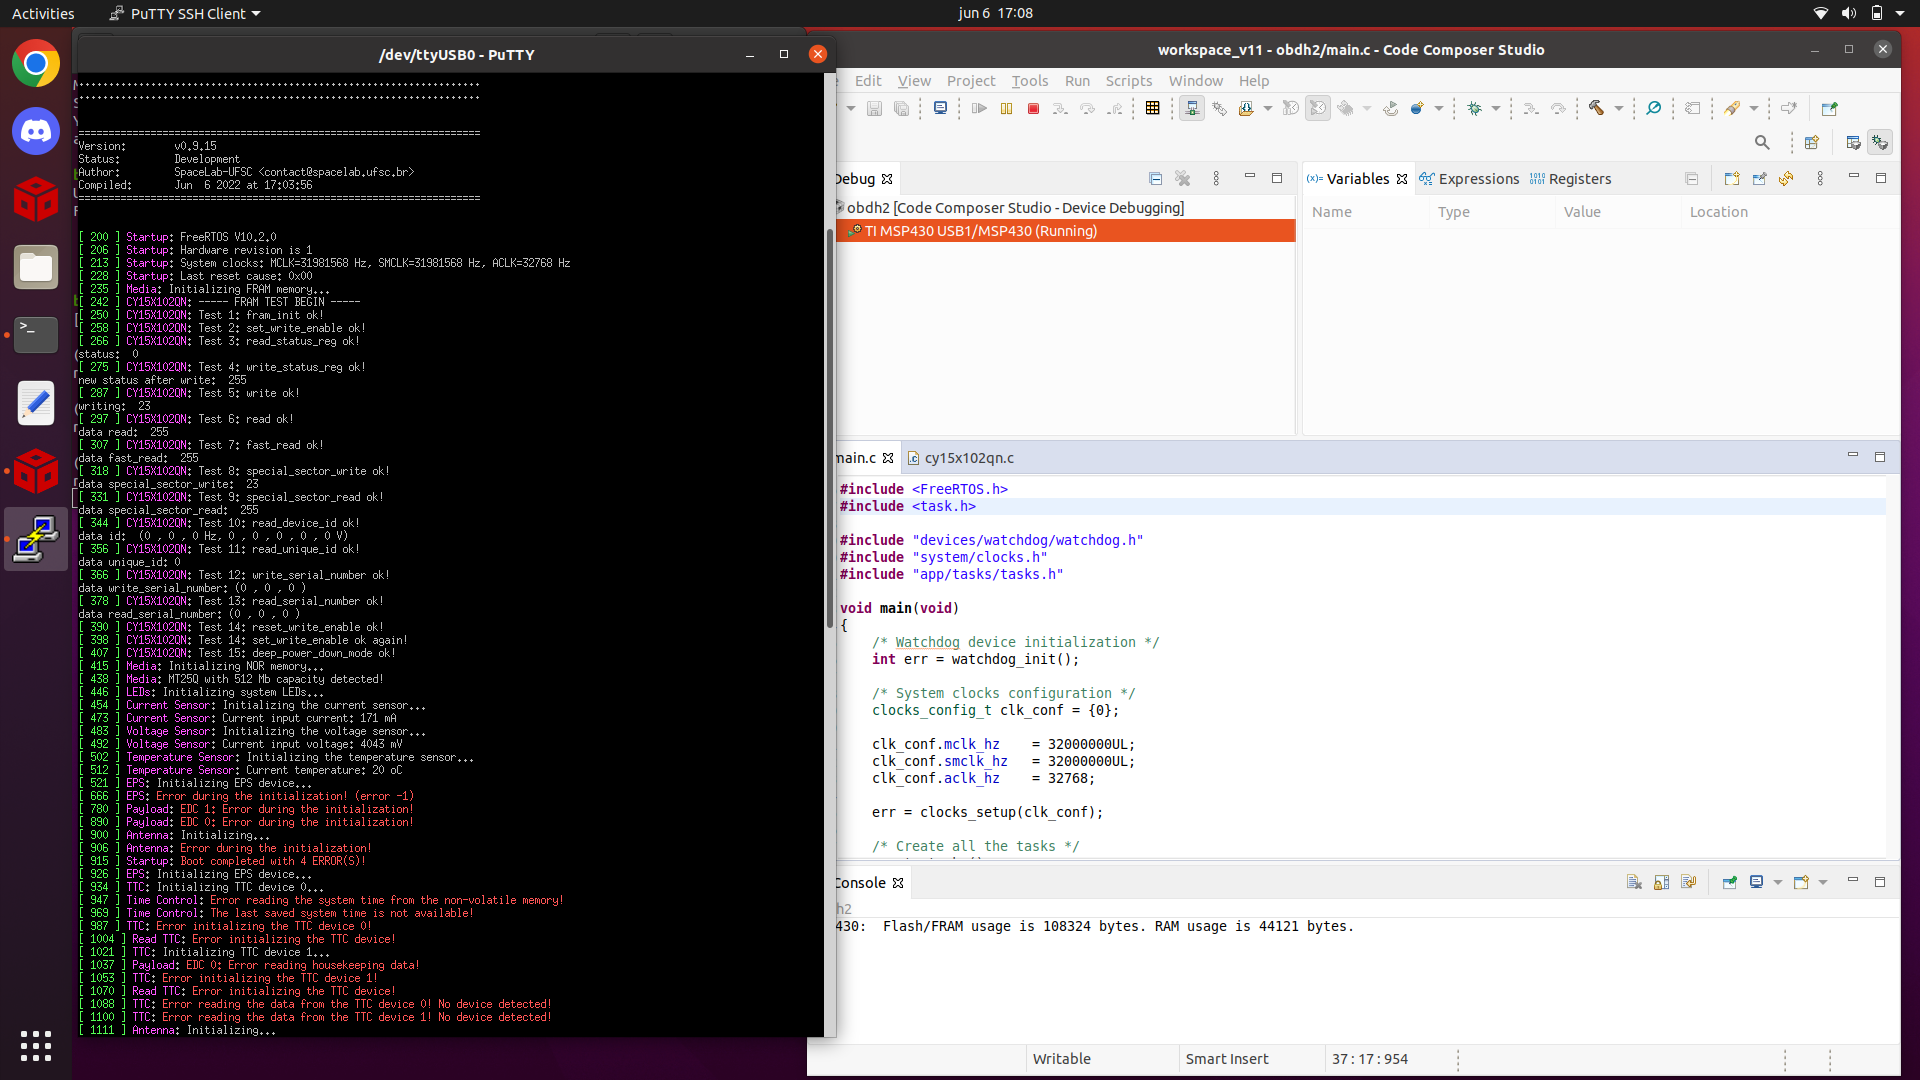 Activities
PuTTY SSH Client
jun 6 17:08
/dev/ttyUSB0 - PuTTY
Version: v0.9.15
Status: Development
Author: SpaceLab-UFSC <contact@spacelab.ufsc.br>
Compiled: Jun 6 2022 at 17:03:56
[ 200 ] Startup: FreeRTOS V10.2.0
[ 206 ] Startup: Hardware revision is 1
[ 213 ] Startup: System clocks: MCLK=31981568 Hz, SMCLK=31981568 Hz, ACLK=32768 Hz
[ 228 ] Startup: Last reset cause: 0x00
[ 235 ] Media: Initializing FRAM memory...
[ 242 ] CY15X102QN: ----- FRAM TEST BEGIN -----
[ 250 ] CY15X102QN: Test 1: fram_init ok!
[ 258 ] CY15X102QN: Test 2: set_write_enable ok!
[ 266 ] CY15X102QN: Test 3: read_status_reg ok!
status: 0
[ 275 ] CY15X102QN: Test 4: write_status_reg ok!
new status after write: 255
[ 287 ] CY15X102QN: Test 5: write ok!
writing: 23
[ 297 ] CY15X102QN: Test 6: read ok!
data read: 255
[ 307 ] CY15X102QN: Test 7: fast_read ok!
data fast_read: 255
[ 318 ] CY15X102QN: Test 8: special_sector_write ok!
data special_sector_write: 23
[ 331 ] CY15X102QN: Test 9: special_sector_read ok!
data special_sector_read: 255
[ 344 ] CY15X102QN: Test 10: read_device_id ok!
data id: (0 , 0 , 0 Hz, 0 , 0 , 0 , 0 , 0 V)
[ 356 ] CY15X102QN: Test 11: read_unique_id ok!
data unique_id: 0
[ 366 ] CY15X102QN: Test 12: write_serial_number ok!
data write_serial_number: (0 , 0 , 0 )
[ 378 ] CY15X102QN: Test 13: read_serial_number ok!
data read_serial_number: (0 , 0 , 0 )
[ 390 ] CY15X102QN: Test 14: reset_write_enable ok!
[ 398 ] CY15X102QN: Test 14: set_write_enable ok again!
[ 407 ] CY15X102QN: Test 15: deep_power_down_mode ok!
[ 415 ] Media: Initializing NOR memory...
[ 438 ] Media: MT25Q with 512 Mb capacity detected!
[ 446 ] LEDs: Initializing system LEDs...
[ 454 ] Current Sensor: Initializing the current sensor...
[ 473 ] Current Sensor: Current input current: 171 mA
[ 483 ] Voltage Sensor: Initializing the voltage sensor...
[ 492 ] Voltage Sensor: Current input voltage: 4043 mV
[ 502 ] Temperature Sensor: Initializing the temperature sensor...
[ 512 ] Temperature Sensor: Current temperature: 20 oC
[ 521 ] EPS: Initializing EPS device...
[ 666 ] EPS: Error during the initialization! (error -1)
[ 780 ] Payload: EDC 1: Error during the initialization!
[ 890 ] Payload: EDC 0: Error during the initialization!
[ 900 ] Antenna: Initializing...
[ 906 ] Antenna: Error during the initialization!
[ 915 ] Startup: Boot completed with 4 ERROR(S)!
[ 926 ] EPS: Initializing EPS device...
[ 934 ] TTC: Initializing TTC device 0...
[ 947 ] Time Control: Error reading the system time from the non-volatile memory!
[ 969 ] Time Control: The last saved system time is not available!
[ 987 ] TTC: Error initializing the TTC device 0!
[ 1004 ] Read TTC: Error initializing the TTC device!
[ 1021 ] TTC: Initializing TTC device 1...
[ 1037 ] Payload: EDC 0: Error reading housekeeping data!
[ 1053 ] TTC: Error initializing the TTC device 1!
[ 1070 ] Read TTC: Error initializing the TTC device!
[ 1088 ] TTC: Error reading the data from the TTC device 0! No device detected!
[ 1100 ] TTC: Error reading the data from the TTC device 1! No device detected!
[ 1111 ] Antenna: Initializing...
workspace_v11 - obdh2/main.c - Code Composer Studio
Edit View Project Tools Run Scripts Window Help
Debug
obdh2 [Code Composer Studio - Device Debugging]
TI MSP430 USB1/MSP430 (Running)
Variables Expressions Registers
Name Type Value Location
main.c cy15x102qn.c
#include <FreeRTOS.h>
#include <task.h>
#include "devices/watchdog/watchdog.h"
#include "system/clocks.h"
#include "app/tasks/tasks.h"
void main(void)
{
/* Watchdog device initialization */
int err = watchdog_init();
/* System clocks configuration */
clocks_config_t clk_conf = {0};
clk_conf.mclk_hz = 32000000UL;
clk_conf.smclk_hz = 32000000UL;
clk_conf.aclk_hz = 32768;
err = clocks_setup(clk_conf);
/* Create all the tasks */
Console
h2
430: Flash/FRAM usage is 108324 bytes. RAM usage is 44121 bytes.
Writable Smart Insert 37 : 17 : 954